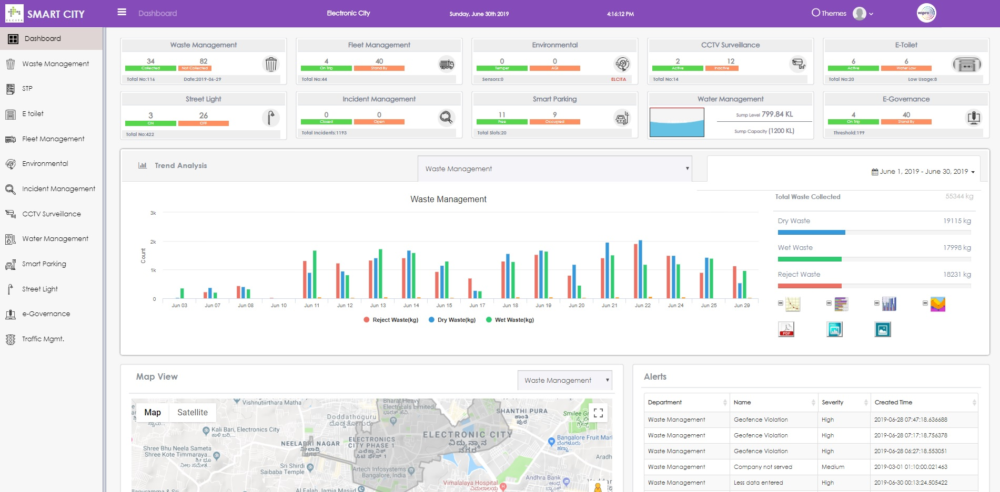 ELCITA
SMART CITY
Dashboard
Electronic City
Sunday, June 30th 2019
4:16:12 PM
Themes
wipro
Dashboard
Waste Management
STP
E toilet
Fleet Management
Environmental
Incident Management
CCTV Surveillance
Water Management
Smart Parking
Street Light
e-Governance
Traffic Mgmt.
Waste Management
34 82
Collected Not Collected
Total No:116 Date:2019-06-29
Fleet Management
4 40
On Trip Stand By
Total No:44
Environmental
0 0
Temper AQI
Sensors:0 ELCITA
CCTV Surveillance
2 12
Active Inactive
Total No:14
E-Toilet
6 6
Active Water Low
Total No:20 Low Usage:8
Street Light
3 26
ON OFF
Total No:422
Incident Management
0 0
Closed Open
Total Incidents:1193
Smart Parking
11 9
Free Occupied
Total Slots:20
Water Management
Sump Level 799.84 KL
Sump Capacity (1200 KL)
E-Governance
4 40
On Trip Stand By
Threshold:199
Trend Analysis
Waste Management
June 1, 2019 - June 30, 2019
Waste Management
Count
3k
2k
1k
0
Jun 03 Jun 07 Jun 08 Jun 10 Jun 11 Jun 12 Jun 13 Jun 14 Jun 15 Jun 17 Jun 18 Jun 19 Jun 20 Jun 21 Jun 22 Jun 24 Jun 25 Jun 29
Reject Waste(kg) Dry Waste(kg) Wet Waste(kg)
Total Waste Collected 55344 kg
Dry Waste 19115 kg
Wet Waste 17998 kg
Reject Waste 18231 kg
PDF
Map View
Waste Management
Map Satellite
Vishnutiirthara Matha
Bharat Heavy
Electricals Limited
Doddathoguru
ದೊಡ್ಡತೋಗೂರು
SHANTHI PURA
ಶಾಂತಿ
ಪುರ
Kali Bari, Electronics City
ELECTRONIC CITY
ವಿದ್ಯುನ್ಮಾನ
ನಗರ
ELECTRONICS
CITY PHASE 1
ಎಲೆಕ್ಟ್ರಾನಿಕ್
ಸಿಟಿ ಫೇಸ್ 1
NEELADRI NAGAR
ನೀಲಾದ್ರಿ
Bangalore Fruit Mar
ಬೆಂಗಳೂರು
ಹಣ್ಣು...
Shree Bhu Neela Sameta
Shree Kote Timmaraya...
ಶ್ರೀ ಭೂ
ನೀಲ ಸಮೇತ...
Sri Shirdi
Saibaba Temple
Artech Infosystems
Bangalore, India
Vimalalaya Hospital
ವಿಮಲಾಲಯ
Andhra Bank
ಆಂಧ್ರ
ಬ್ಯಾಂಕ್
Al Falah Jamia Masjid
Alerts
Department Name Severity Created Time
Waste Management Geofence Violation High 2019-06-28 07:47:18.636688
Waste Management Geofence Violation High 2019-06-28 07:17:18.756378
Waste Management Geofence Violation High 2019-06-28 06:27:18.553051
Waste Management Company not served Medium 2019-03-01 01:10:00.021463
Waste Management Less data entered High 2019-06-30 00:13:24.505422